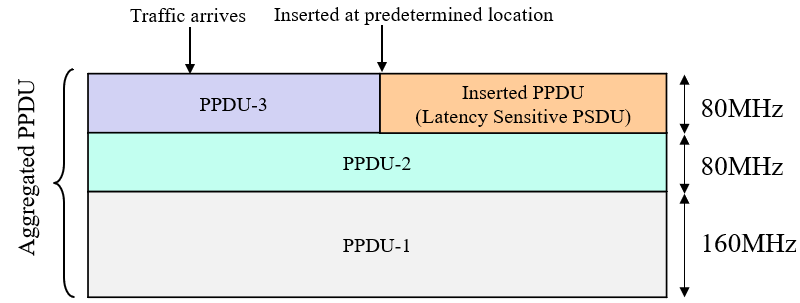 Traffic arrives
Inserted at predetermined location
Aggregated PPDU
PPDU-3
Inserted PPDU
(Latency Sensitive PSDU)
80MHz
PPDU-2
80MHz
PPDU-1
160MHz